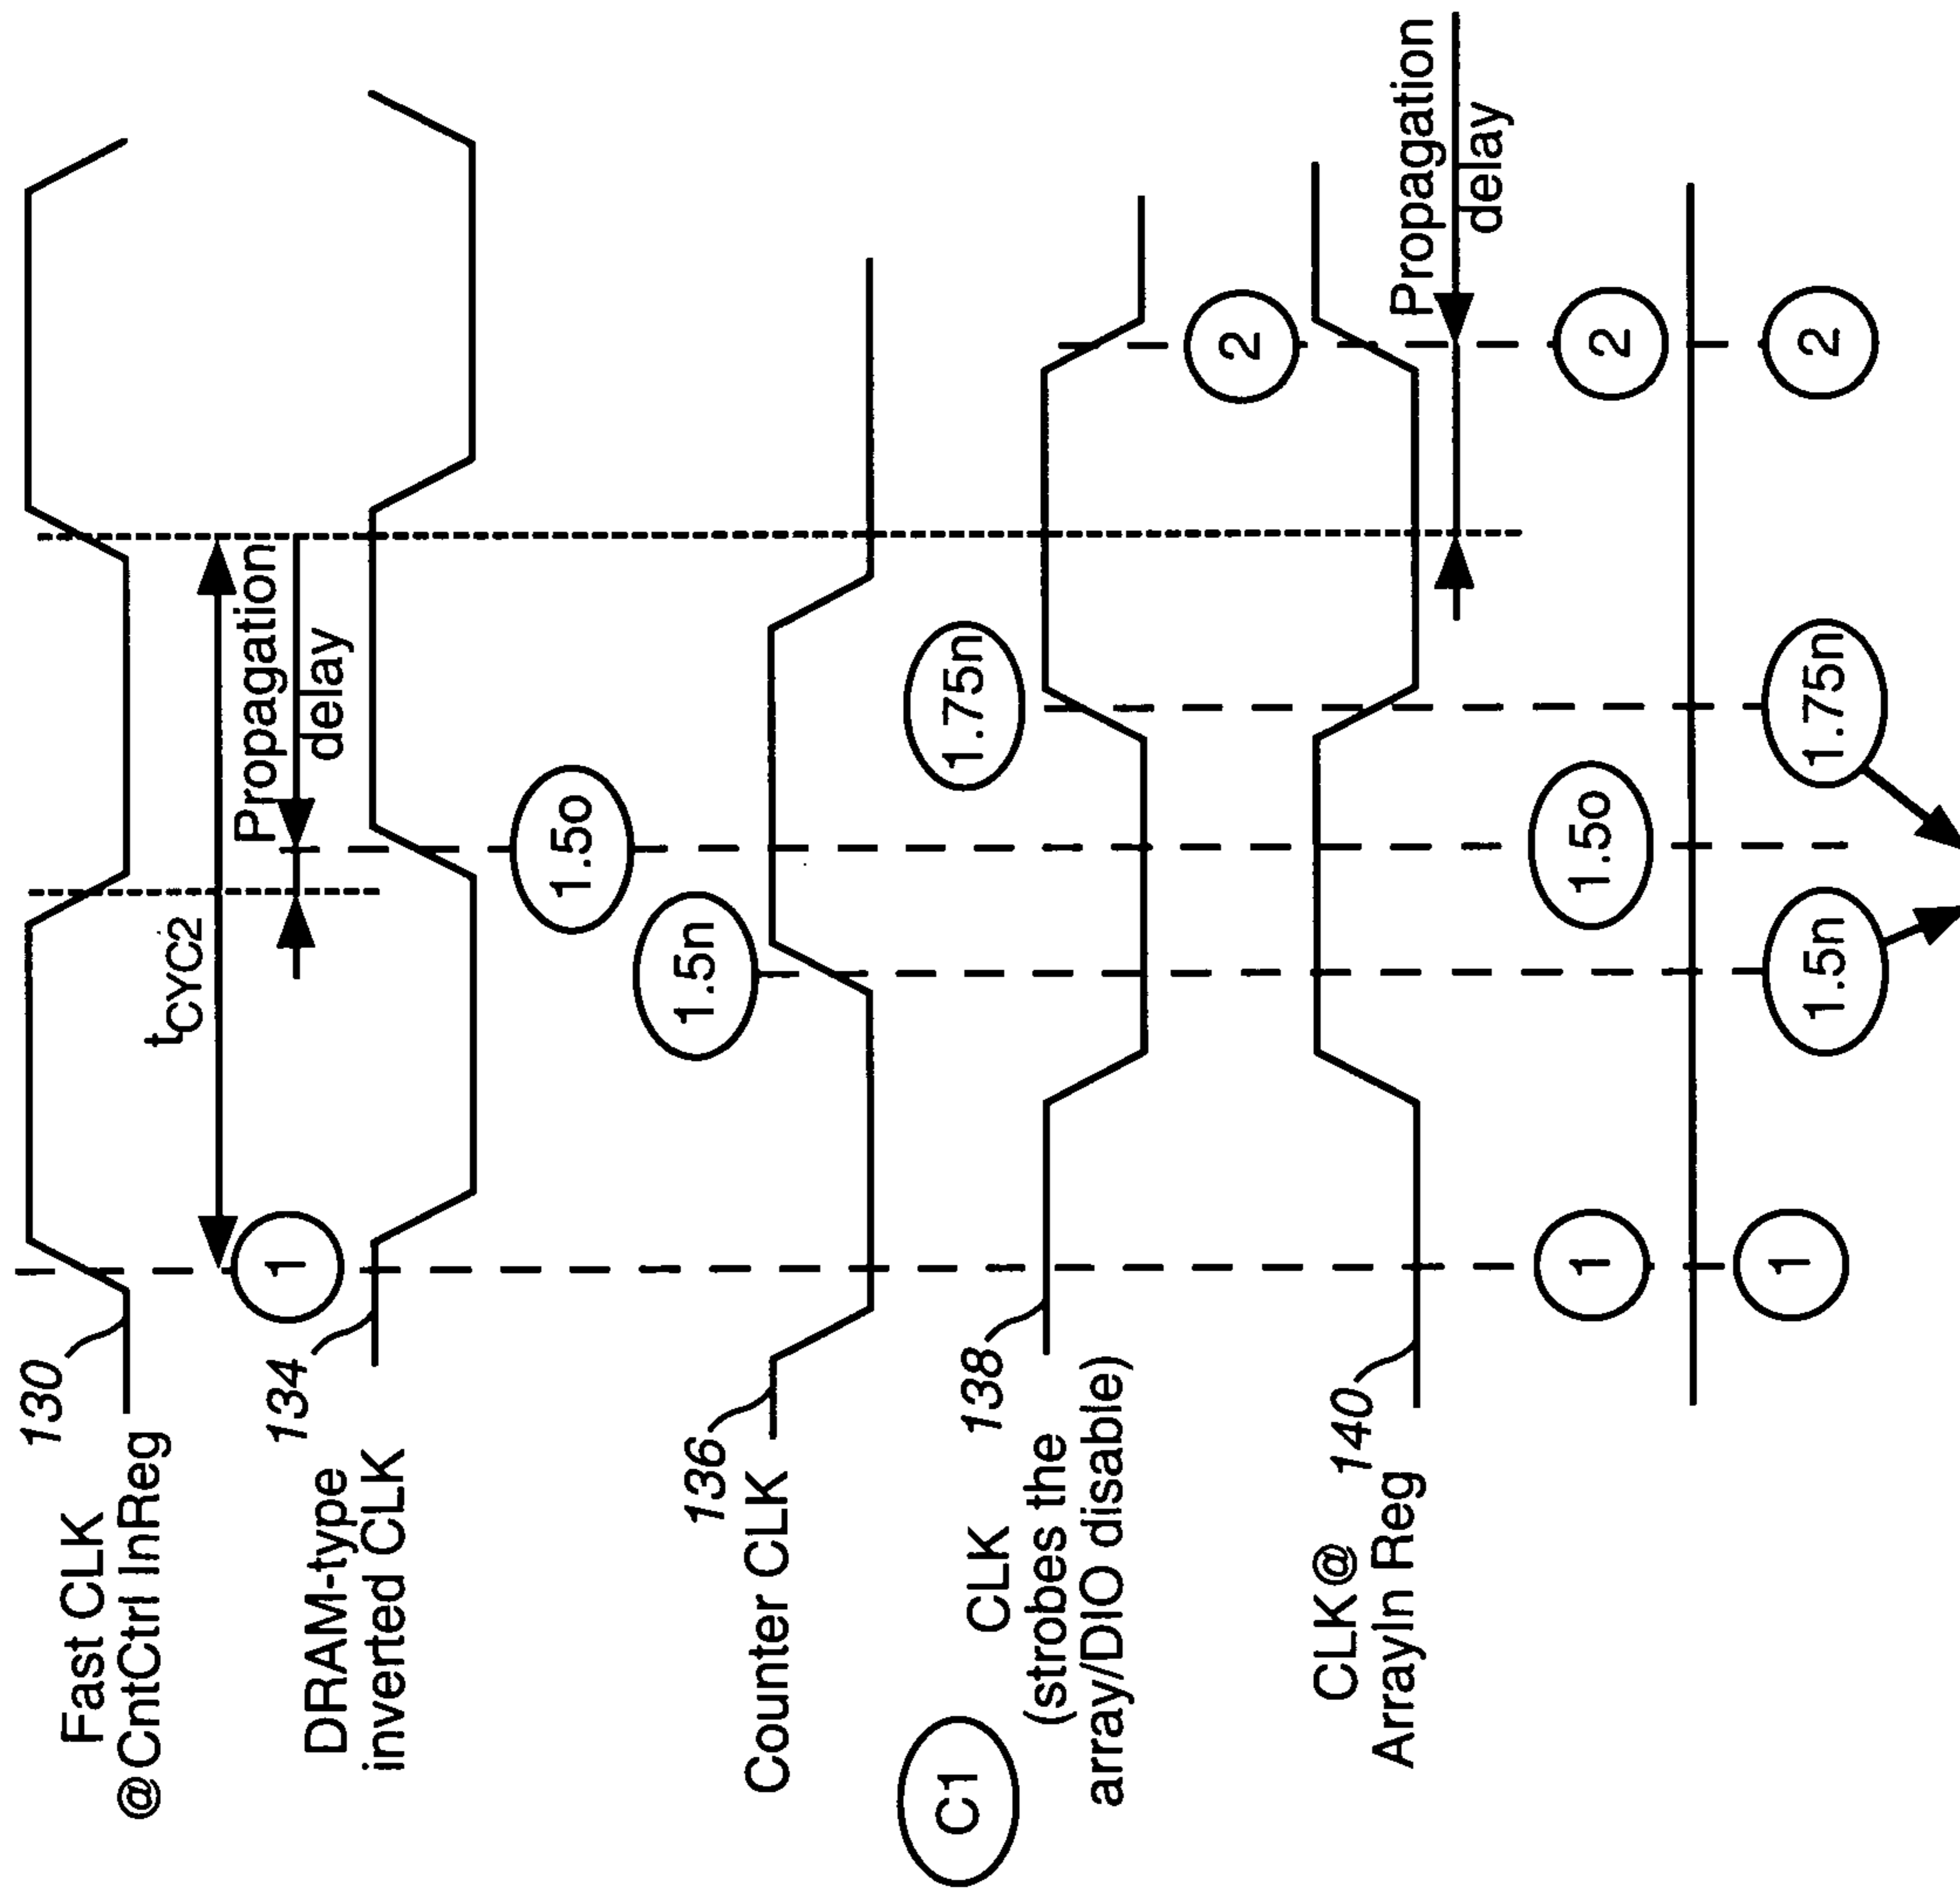 130
Fast CLK
@CntCtrl InReg
tCYC2
Propagation
delay
1
134
DRAM-type
inverted CLK
1.5o
1.5n
136
Counter CLK
1.75n
C1
138
CLK
(strobes the
array/DIO disable)
2
140
CLK@
ArrayIn Reg
Propagation
delay
1
1.5o
2
1
1.5n
1.75n
2